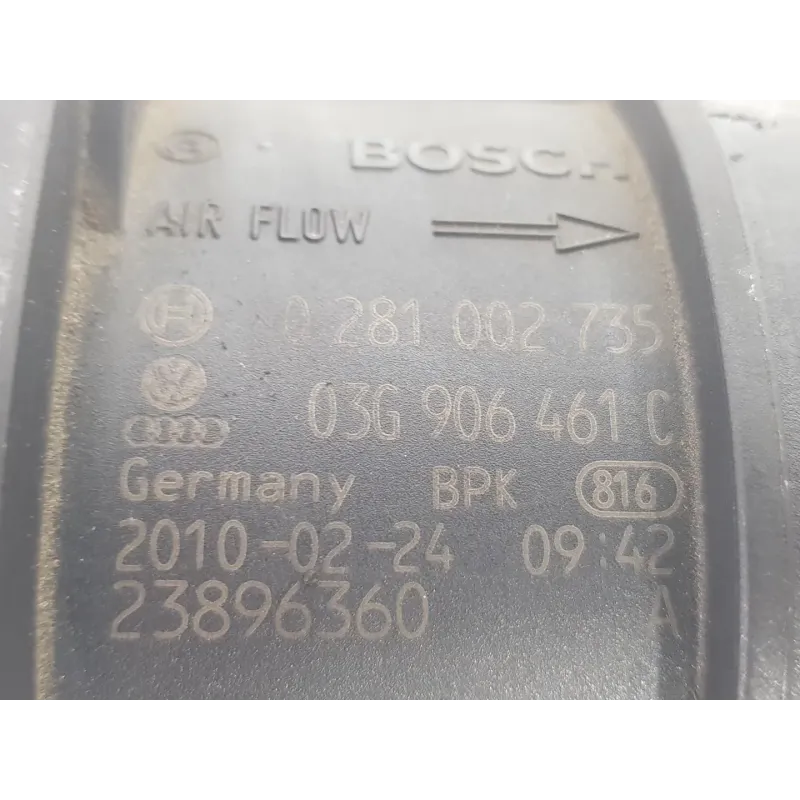 BOSCH
AIR FLOW
0 281 002 735
03G 906 461 C
Germany BPK 816
2010-02-24 09:42
23896360 A